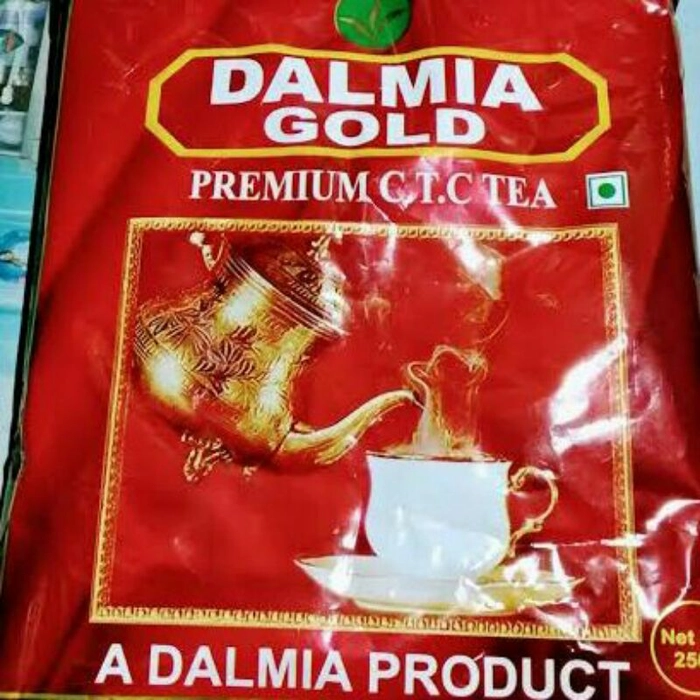 DALMIA
GOLD
PREMIUM C.T.C TEA
A DALMIA PRODUCT
Net